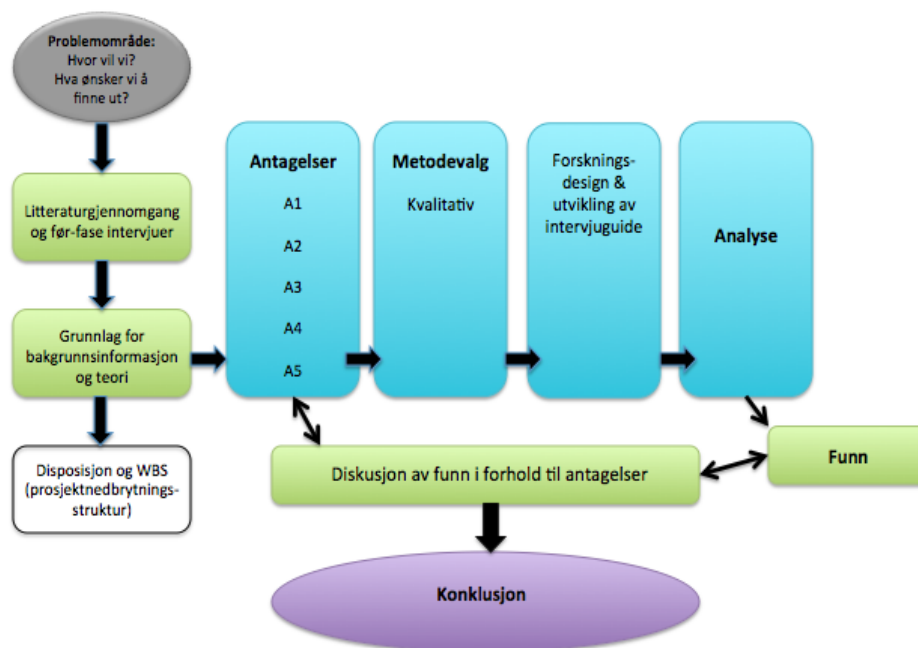 Problemområde:
Hvor vil vi?
Hva ønsker vi å
finne ut?
Litteraturgjennomgang
og før-fase intervjuer
Grunnlag for
bakgrunnsinformasjon
og teori
Disposjon og WBS
(prosjektnedbrytnings-
struktur)
Antagelser
A1
A2
A3
A4
A5
Metodevalg
Kvalitativ
Forsknings-
design &
utvikling av
intervjuguide
Analyse
Funn
Diskusjon av funn i forhold til antagelser
Konklusjon